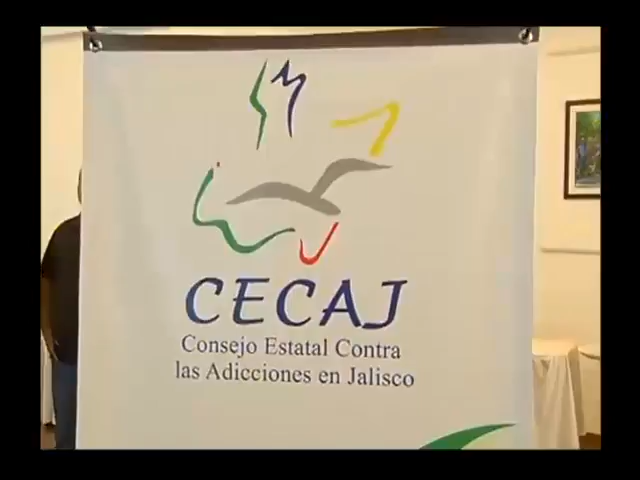 CECAJ
Consejo Estatal Contra
las Adicciones en Jalisco